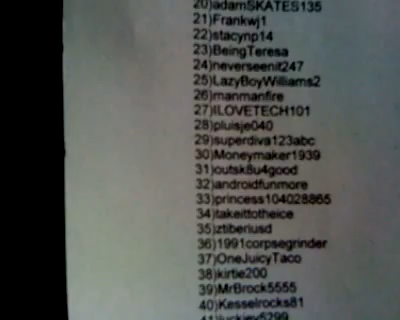 20)adamSKATES135
21)Frankwj1
22)stacynp14
23)BeingTeresa
24)neverseenit247
25)LazyBoyWilliams2
26)manmanfire
27)ILOVETECH101
28)pluisje040
29)superdiva123abc
30)Moneymaker1939
31)outsk8u4good
32)androidfunmore
33)princess104028865
34)takeittotheice
35)ztiberiusd
36)1991corpsegrinder
37)OneJuicyTaco
38)kirtie200
39)MrBrock5555
40)Kesselrocks81